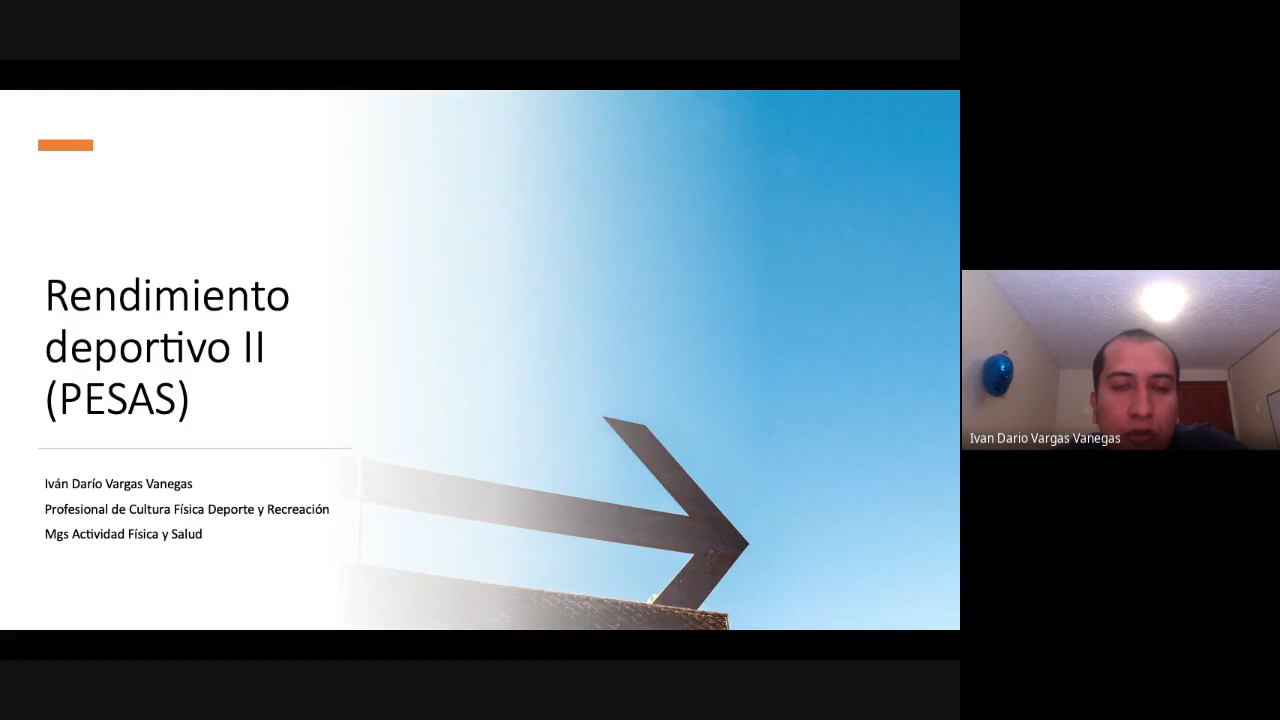 Rendimiento
deportivo II
(PESAS)
Iván Darío Vargas Vanegas
Profesional de Cultura Física Deporte y Recreación
Mgs Actividad Física y Salud
Ivan Dario Vargas Vanegas